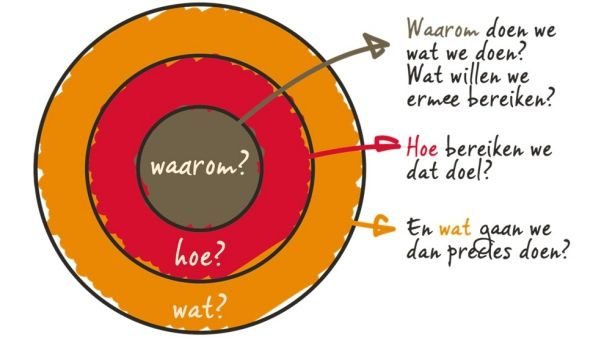 waarom?
hoe?
wat?
Waarom doen we
wat we doen?
Wat willen we
ermee bereiken?
Hoe bereiken we
dat doel?
En wat gaan we
dan precies doen?